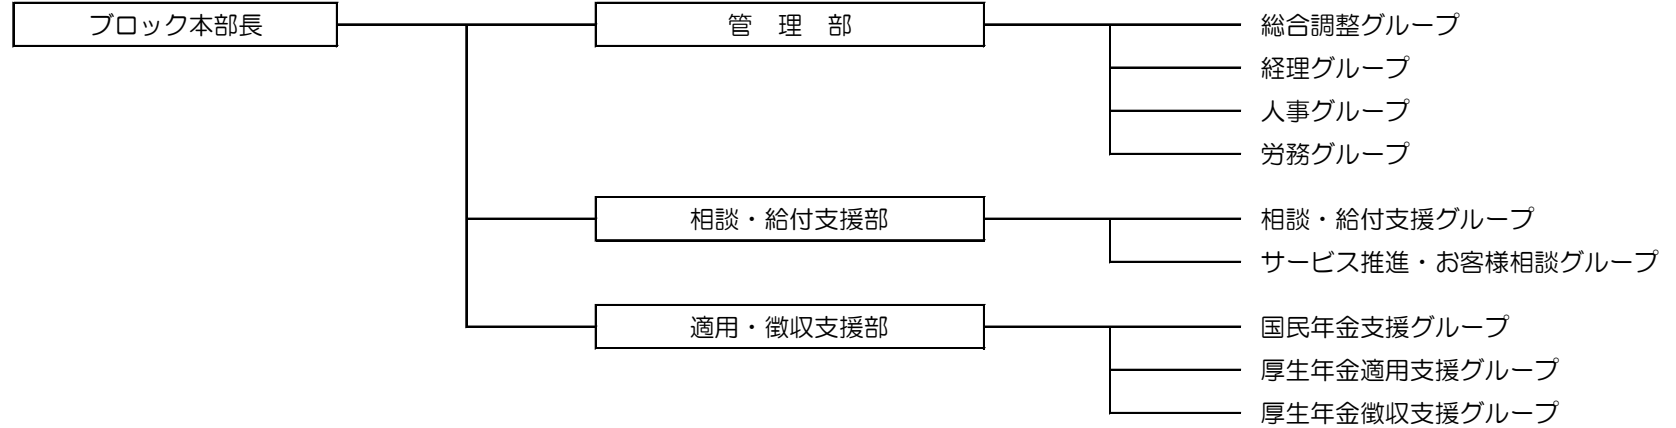 ブロック本部長
管　理　部
総合調整グループ
経理グループ
人事グループ
労務グループ
相談・給付支援部
相談・給付支援グループ
サービス推進・お客様相談グループ
適用・徴収支援部
国民年金支援グループ
厚生年金適用支援グループ
厚生年金徴収支援グループ